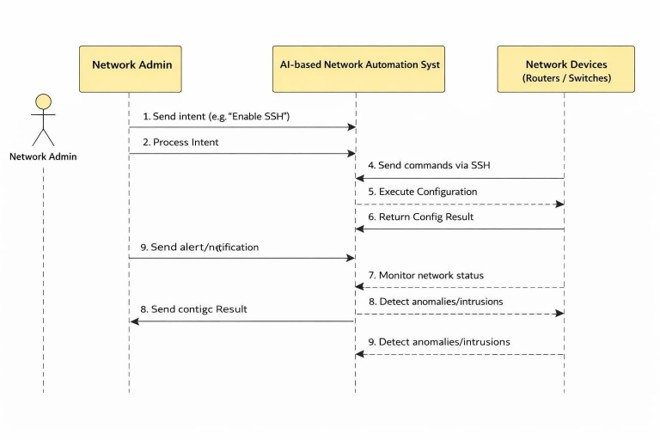 Network Admin
AI-based Network Automation Syst
Network Devices
(Routers / Switches)
Network Admin
1. Send intent (e.g. "Enable SSH")
2. Process Intent
4. Send commands via SSH
5. Execute Configuration
6. Return Config Result
9. Send alert/notification
7. Monitor network status
8. Detect anomalies/intrusions
8. Send contigc Result
9. Detect anomalies/intrusions